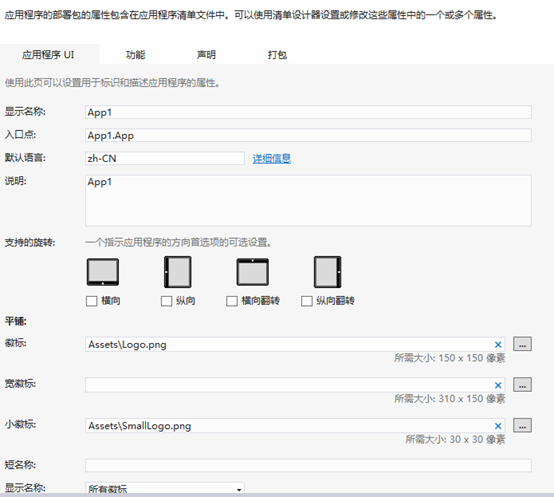 应用程序的部署包的属性包含在应用程序清单文件中。可以使用清单设计器设置或修改这些属性中的一个或多个属性。
应用程序 UI 功能 声明 打包
使用此页可以设置用于标识和描述应用程序的属性。
显示名称: App1
入口点: App1.App
默认语言: zh-CN 详细信息
说明: App1
支持的旋转: 一个指示应用程序的方向首选项的可选设置。
横向 纵向 横向翻转 纵向翻转
平铺:
徽标: Assets\Logo.png × ...
所需大小: 150 x 150 像素
宽徽标: × ...
所需大小: 310 x 150 像素
小徽标: Assets\SmallLogo.png × ...
所需大小: 30 x 30 像素
短名称:
显示名称: 所有徽标